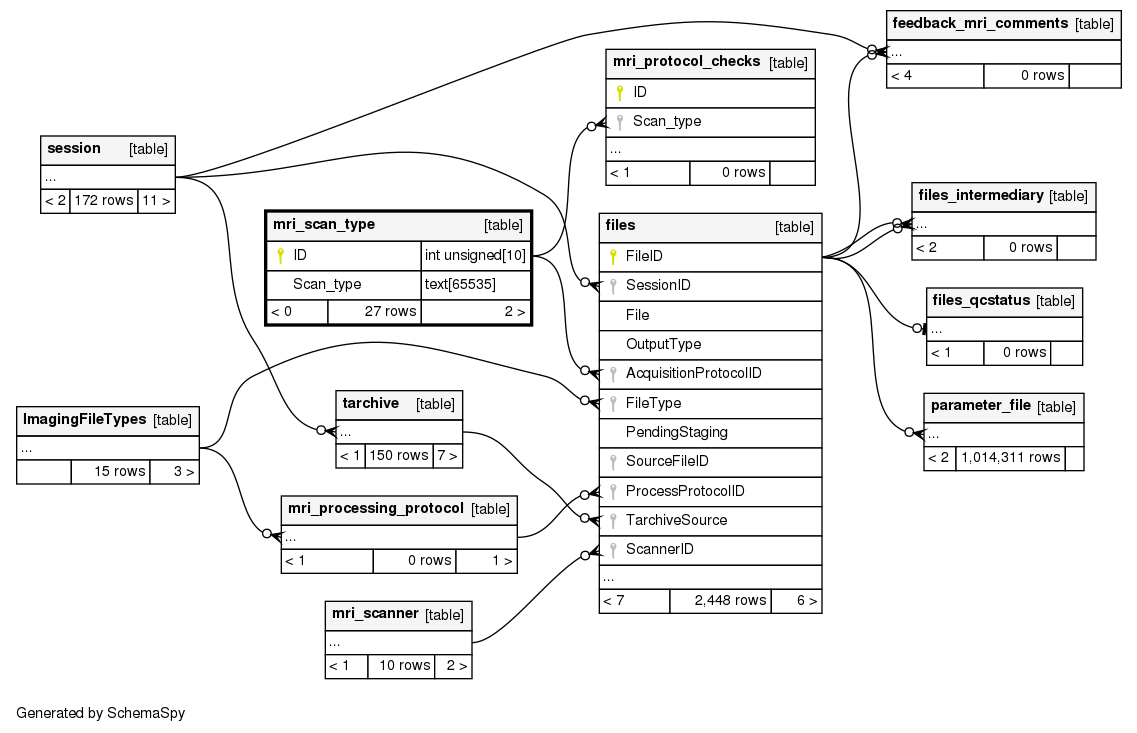 feedback_mri_comments [table]
...
< 4 0 rows
mri_protocol_checks [table]
ID
Scan_type
...
< 1 0 rows
session [table]
...
< 2 172 rows 11 >
mri_scan_type [table]
ID int unsigned[10]
Scan_type text[65535]
< 0 27 rows 2 >
files [table]
FileID
SessionID
File
OutputType
AcquisitionProtocolID
FileType
PendingStaging
SourceFileID
ProcessProtocolID
TarchiveSource
ScannerID
...
< 7 2,448 rows 6 >
files_intermediary [table]
...
< 2 0 rows
files_qcstatus [table]
...
< 1 0 rows
parameter_file [table]
...
< 2 1,014,311 rows
ImagingFileTypes [table]
...
15 rows 3 >
tarchive [table]
...
< 1 150 rows 7 >
mri_processing_protocol [table]
...
< 1 0 rows 1 >
mri_scanner [table]
...
< 1 10 rows 2 >
Generated by SchemaSpy